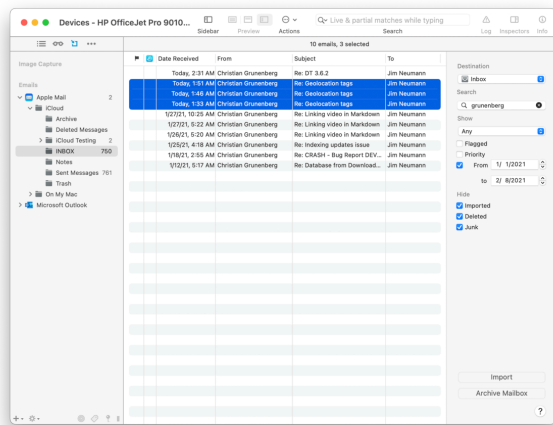 Devices - HP OfficeJet Pro 9010...
Sidebar
Preview
Actions
Live & partial matches while typing
Search
Log
Inspectors
Info
10 emails, 3 selected
Image Capture
Emails
Apple Mail 2
iCloud
Archive
Deleted Messages
iCloud Testing 2
INBOX 750
Notes
Sent Messages 761
Trash
On My Mac
Microsoft Outlook
Date Received From Subject To
Today, 2:31 AM Christian Grunenberg Re: DT 3.6.2 Jim Neumann
Today, 1:51 AM Christian Grunenberg Re: Geolocation tags Jim Neumann
Today, 1:46 AM Christian Grunenberg Re: Geolocation tags Jim Neumann
Today, 1:33 AM Christian Grunenberg Re: Geolocation tags Jim Neumann
1/27/21, 10:25 AM Christian Grunenberg Re: Linking video in Markdown Jim Neumann
1/27/21, 5:22 AM Christian Grunenberg Re: Linking video in Markdown Jim Neumann
1/26/21, 5:20 AM Christian Grunenberg Re: Linking video in Markdown Jim Neumann
1/25/21, 4:18 AM Christian Grunenberg Re: Indexing updates issue Jim Neumann
1/18/21, 2:55 AM Christian Grunenberg Re: CRASH - Bug Report DEV... Jim Neumann
1/12/21, 5:17 AM Christian Grunenberg Re: Database from Download... Jim Neumann
Destination
Inbox
Search
grunenberg
Show
Any
Flagged
Priority
From 1/ 1/2021
to 2/ 8/2021
Hide
Imported
Deleted
Junk
Import
Archive Mailbox
?